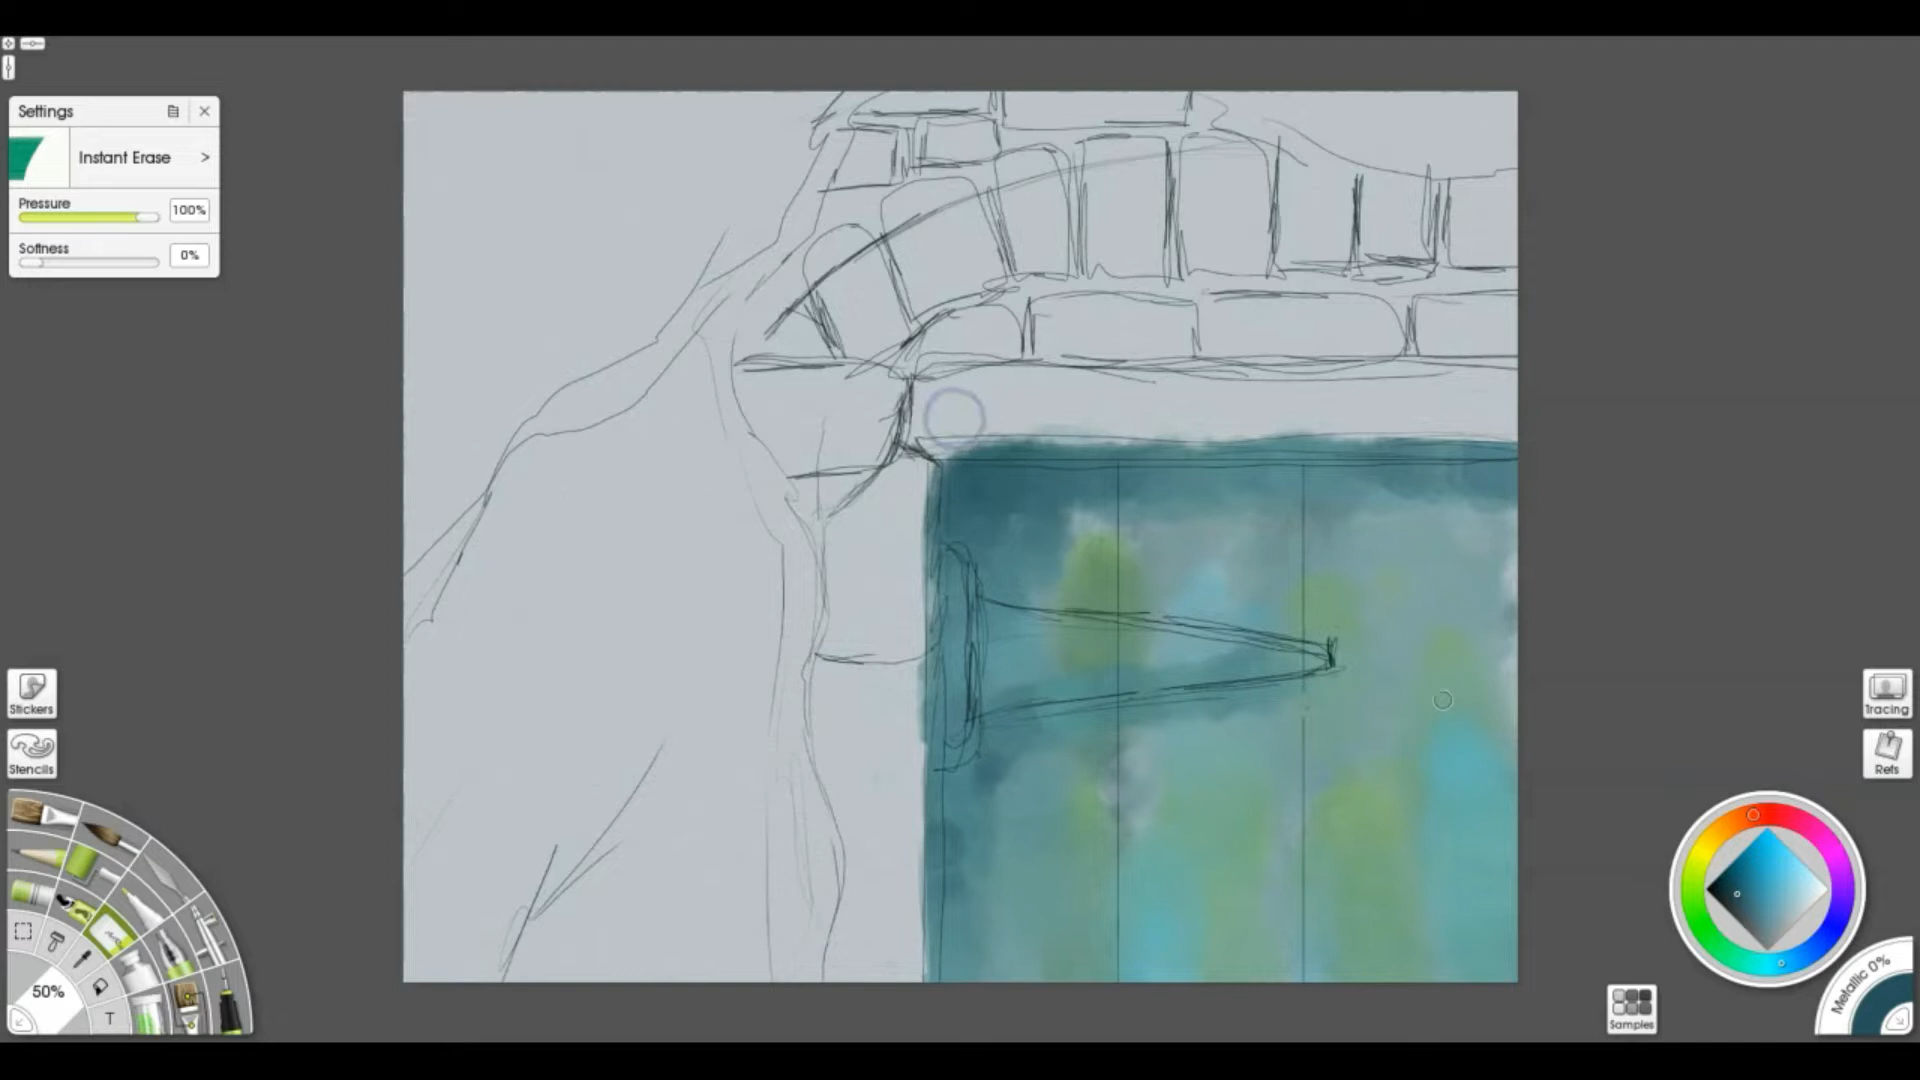 Settings
Instant Erase >
Pressure
100%
Softness
0%
Stickers
Stencils
50%
T
Tracing
Refs
Metallic 0%
Samples